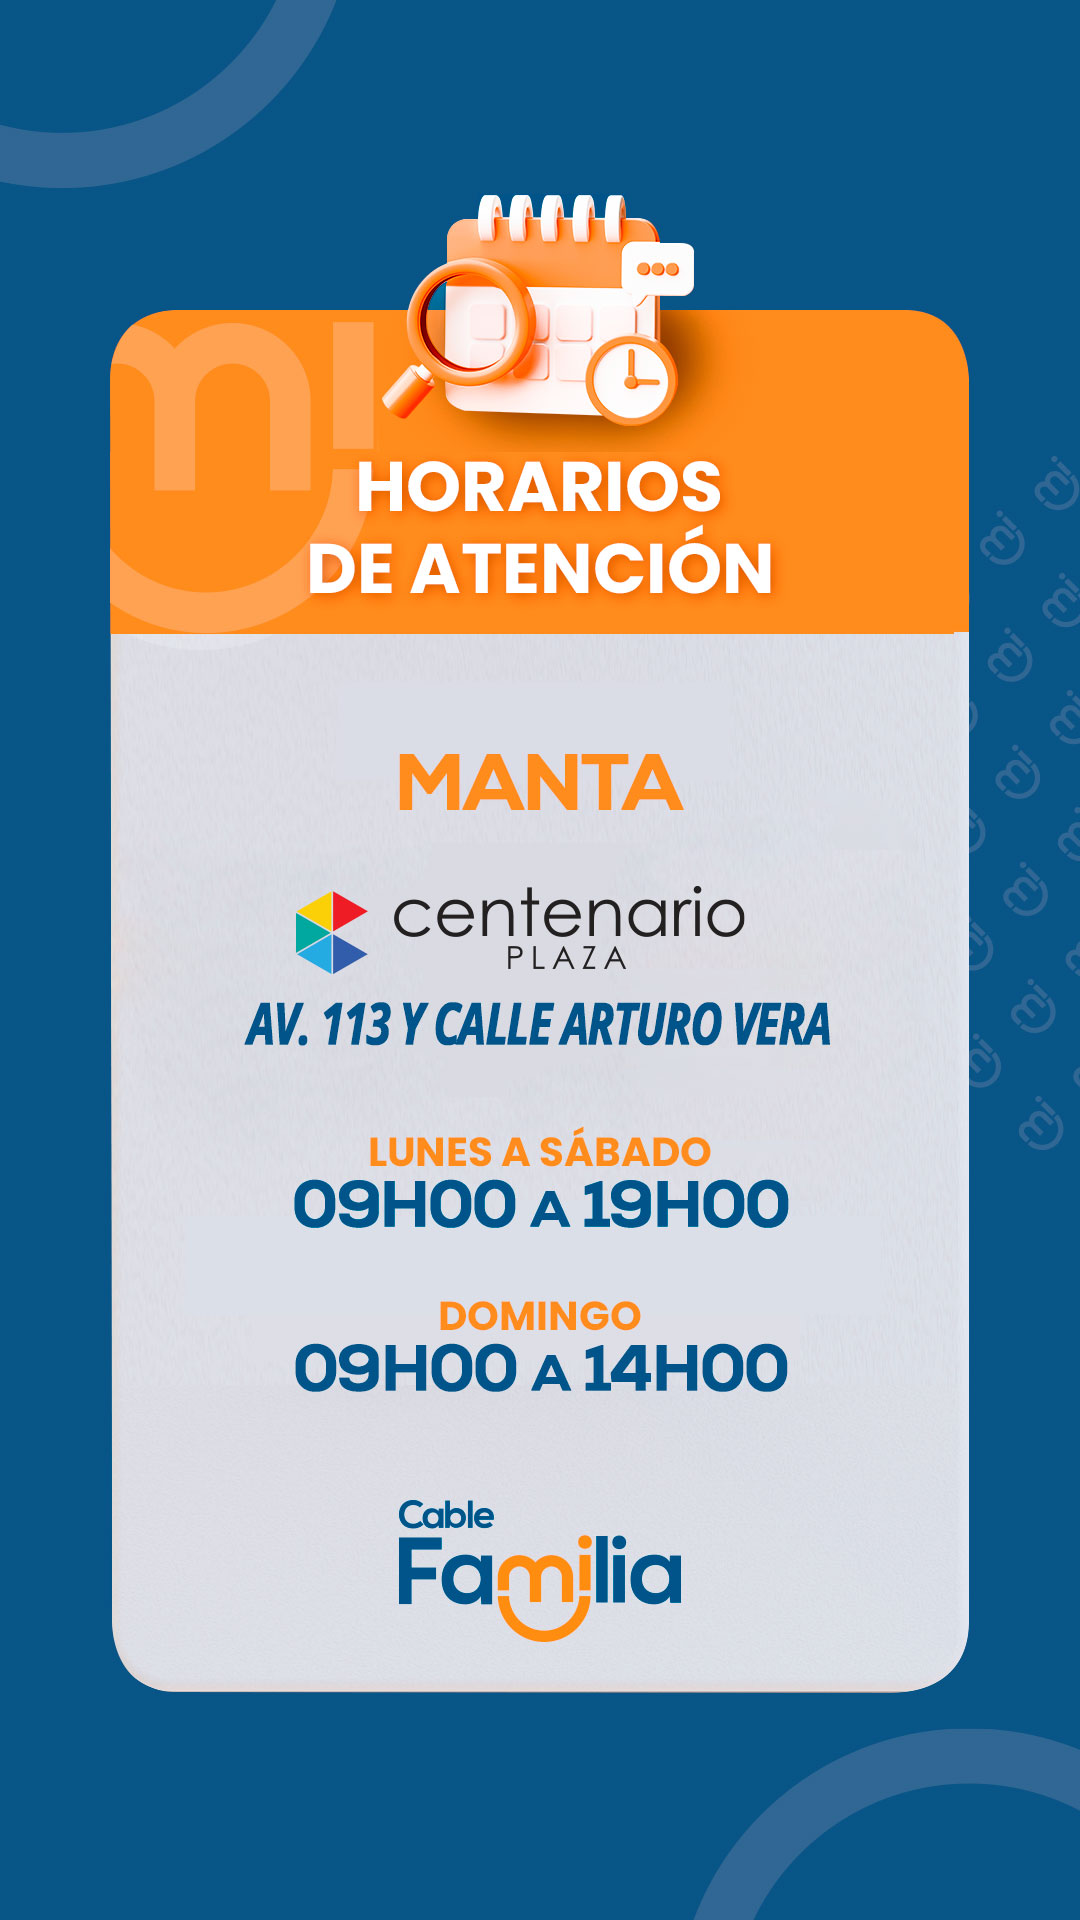 HORARIOS
DE ATENCIÓN
MANTA
centenario
PLAZA
AV. 113 Y CALLE ARTURO VERA
LUNES A SÁBADO
09H00 A 19H00
DOMINGO
09H00 A 14H00
Cable
Familia